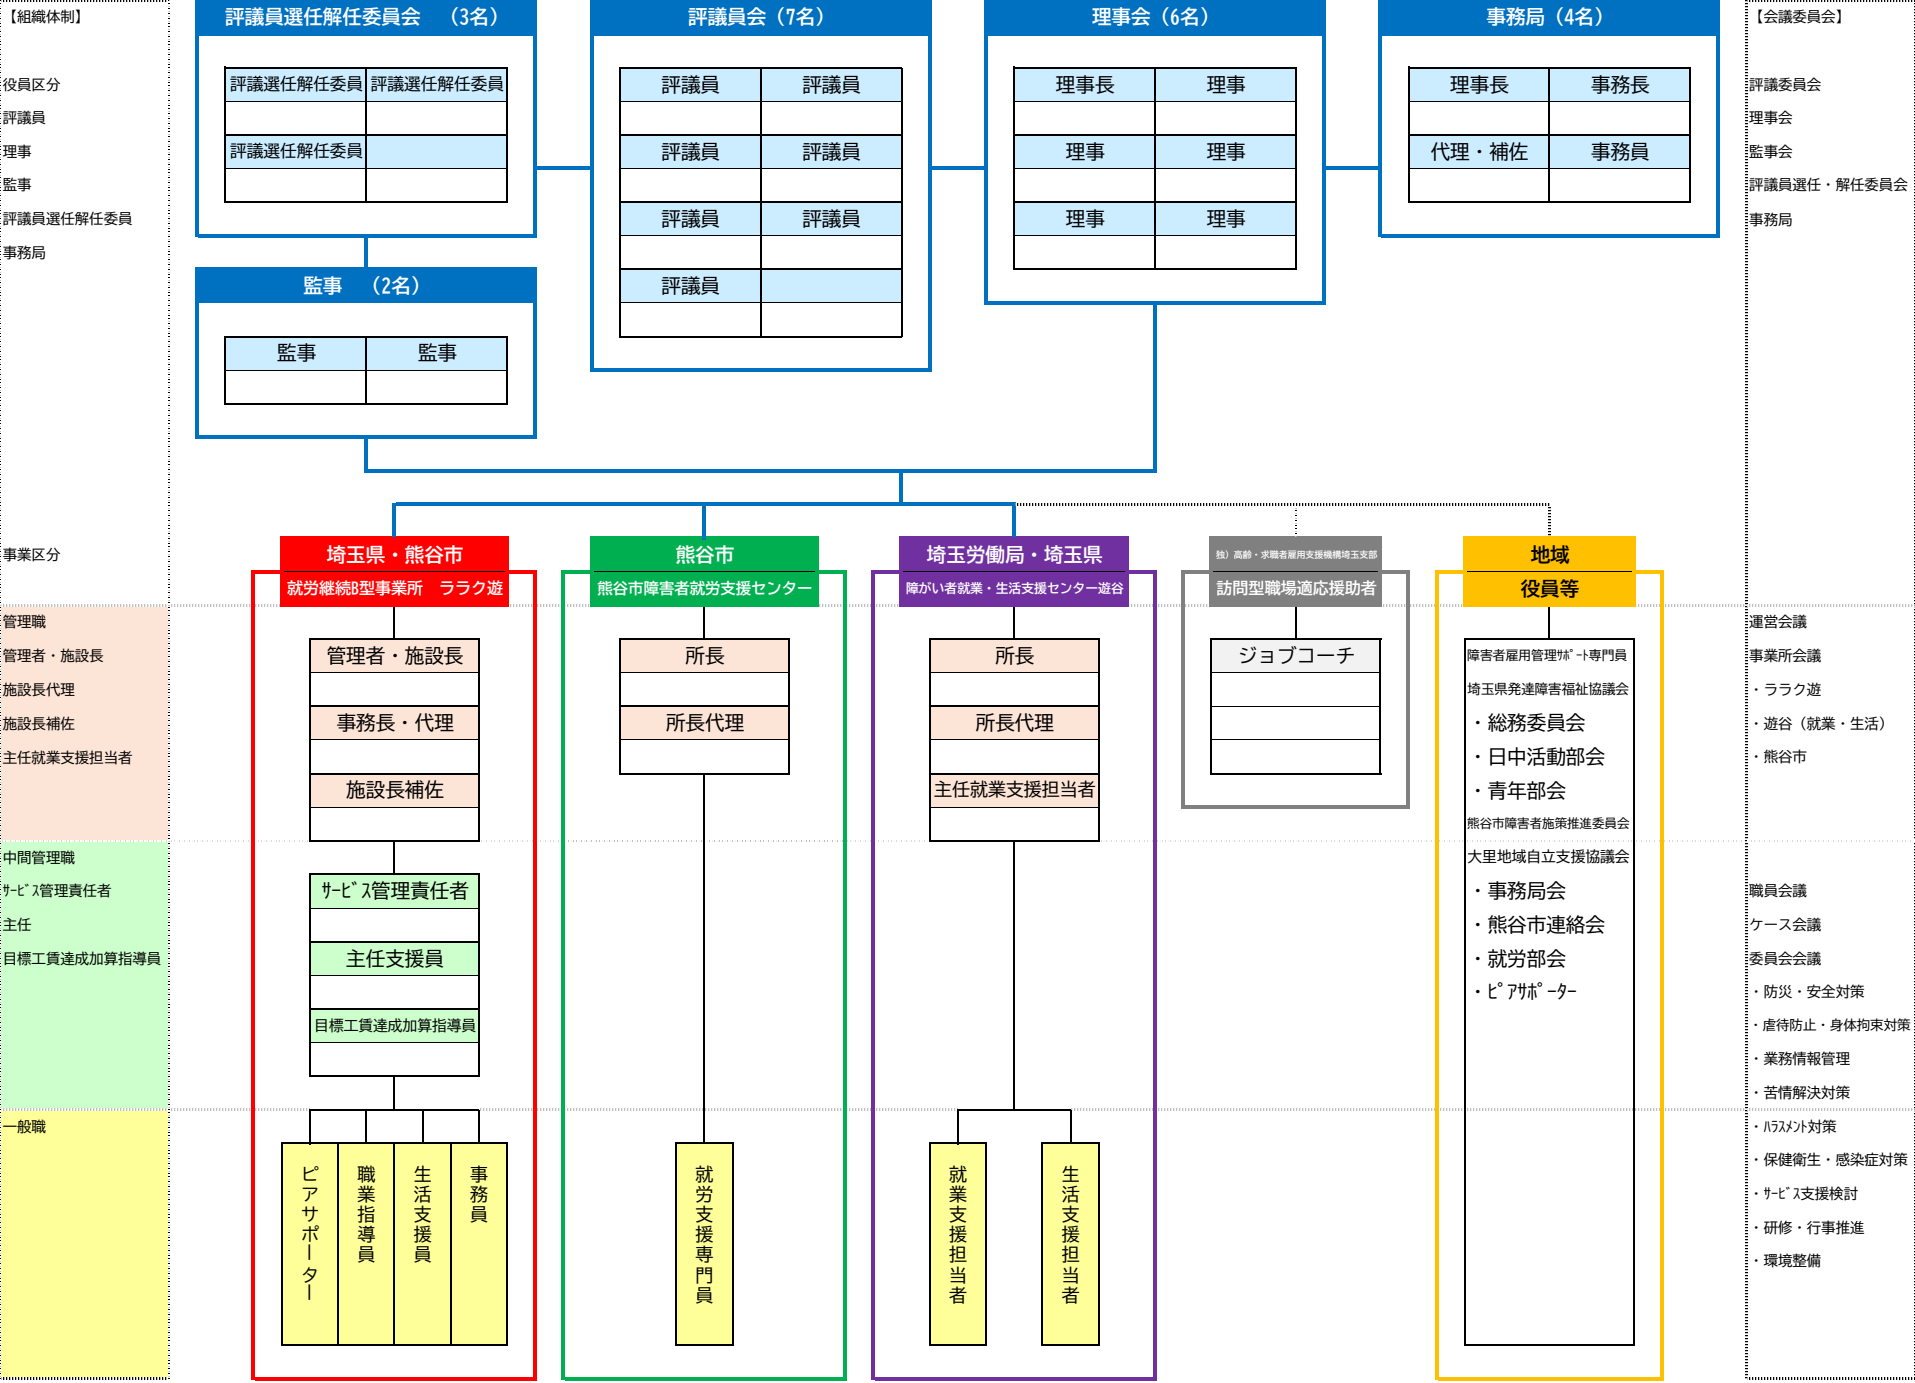 【組織体制】
役員区分
評議員
理事
監事
評議員選任解任委員
事務局
事業区分
管理職
管理者・施設長
施設長代理
施設長補佐
主任就業支援担当者
中間管理職
ｻｰﾋﾞｽ管理責任者
主任
目標工賃達成加算指導員
一般職
評議員選任解任委員会　（3名）
評議選任解任委員 評議選任解任委員
評議選任解任委員
監事　（2名）
監事 監事
評議員会（7名）
評議員 評議員
評議員 評議員
評議員 評議員
評議員
理事会（6名）
理事長 理事
理事 理事
理事 理事
事務局（4名）
理事長 事務長
代理・補佐 事務員
埼玉県・熊谷市
就労継続B型事業所　ララク遊
管理者・施設長
事務長・代理
施設長補佐
ｻｰﾋﾞｽ管理責任者
主任支援員
目標工賃達成加算指導員
ピアサポーター
職業指導員
生活支援員
事務員
熊谷市
熊谷市障害者就労支援センター
所長
所長代理
就労支援専門員
埼玉労働局・埼玉県
障がい者就業・生活支援センター遊谷
所長
所長代理
主任就業支援担当者
就業支援担当者
生活支援担当者
独）高齢・求職者雇用支援機構埼玉支部
訪問型職場適応援助者
ジョブコーチ
地域
役員等
障害者雇用管理ｻﾎﾟｰﾄ専門員
埼玉県発達障害福祉協議会
・総務委員会
・日中活動部会
・青年部会
熊谷市障害者施策推進委員会
大里地域自立支援協議会
・事務局会
・熊谷市連絡会
・就労部会
・ﾋﾟｱｻﾎﾟｰﾀｰ
【会議委員会】
評議委員会
理事会
監事会
評議員選任・解任委員会
事務局
運営会議
事業所会議
・ララク遊
・遊谷（就業・生活）
・熊谷市
職員会議
ケース会議
委員会会議
・防災・安全対策
・虐待防止・身体拘束対策
・業務情報管理
・苦情解決対策
・ﾊﾗｽﾒﾝﾄ対策
・保健衛生・感染症対策
・ｻｰﾋﾞｽ支援検討
・研修・行事推進
・環境整備